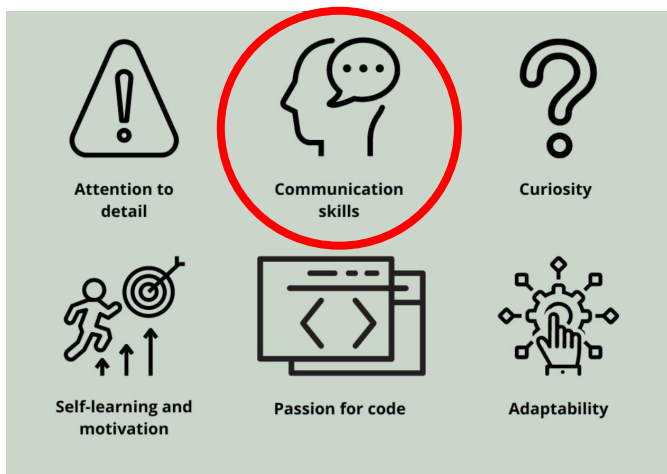 Attention to
detail
Communication
skills
Curiosity
Self-learning and
motivation
Passion for code
Adaptability